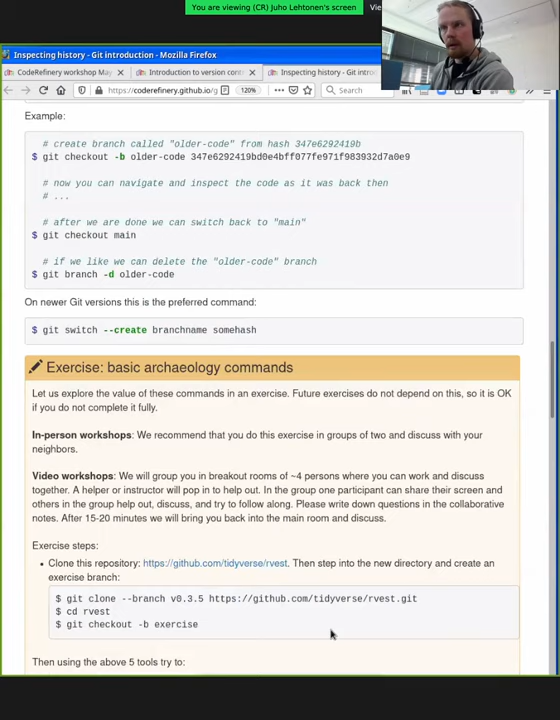 You are viewing (CR) Juho Lehtonen's screen
Inspecting history - Git introduction - Mozilla Firefox
CodeRefinery workshop May
Introduction to version cont
Inspecting history - Git intro
https://coderefinery.github.io/g
120%
Search
Example:
# create branch called "older-code" from hash 347e6292419b
$ git checkout -b older-code 347e6292419bd0e4bff077fe971f983932d7a0e9
# now you can navigate and inspect the code as it was back then
# ...
# after we are done we can switch back to "main"
$ git checkout main
# if we like we can delete the "older-code" branch
$ git branch -d older-code
On newer Git versions this is the preferred command:
$ git switch --create branchname somehash
Exercise: basic archaeology commands
Let us explore the value of these commands in an exercise. Future exercises do not depend on this, so it is OK
if you do not complete it fully.
In-person workshops: We recommend that you do this exercise in groups of two and discuss with your
neighbors.
Video workshops: We will group you in breakout rooms of ~4 persons where you can work and discuss
together. A helper or instructor will pop in to help out. In the group one participant can share their screen and
others in the group help out, discuss, and try to follow along. Please write down questions in the collaborative
notes. After 15-20 minutes we will bring you back into the main room and discuss.
Exercise steps:
• Clone this repository: https://github.com/tidyverse/rvest. Then step into the new directory and create an
exercise branch:
$ git clone --branch v0.3.5 https://github.com/tidyverse/rvest.git
$ cd rvest
$ git checkout -b exercise
Then using the above 5 tools try to: